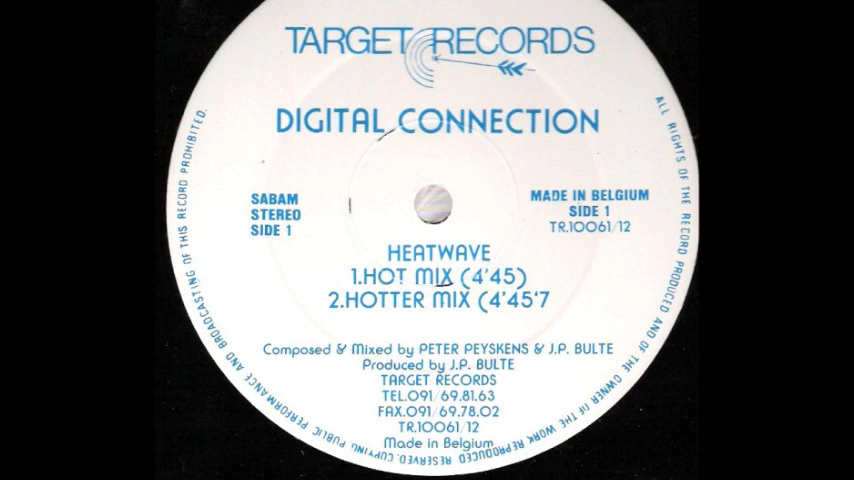 TARGET RECORDS
DIGITAL CONNECTION
SABAM
STEREO
SIDE 1
MADE IN BELGIUM
SIDE 1
TR.10061/12
HEATWAVE
1.HOT MIX (4'45)
2.HOTTER MIX (4'45'7
Composed & Mixed by PETER PEYSKENS & J.P. BULTE
Produced by J.P. BULTE
TARGET RECORDS
TEL.091/69.81.63
FAX.091/69.78.02
TR.10061/12
Made in Belgium
ALL RIGHTS OF THE RECORD PRODUCED AND OF THE OWNER OF THE WORK REPRODUCED RESERVED. COPYING, PUBLIC PERFORMANCE AND BROADCASTING OF THIS RECORD PROHIBITED.